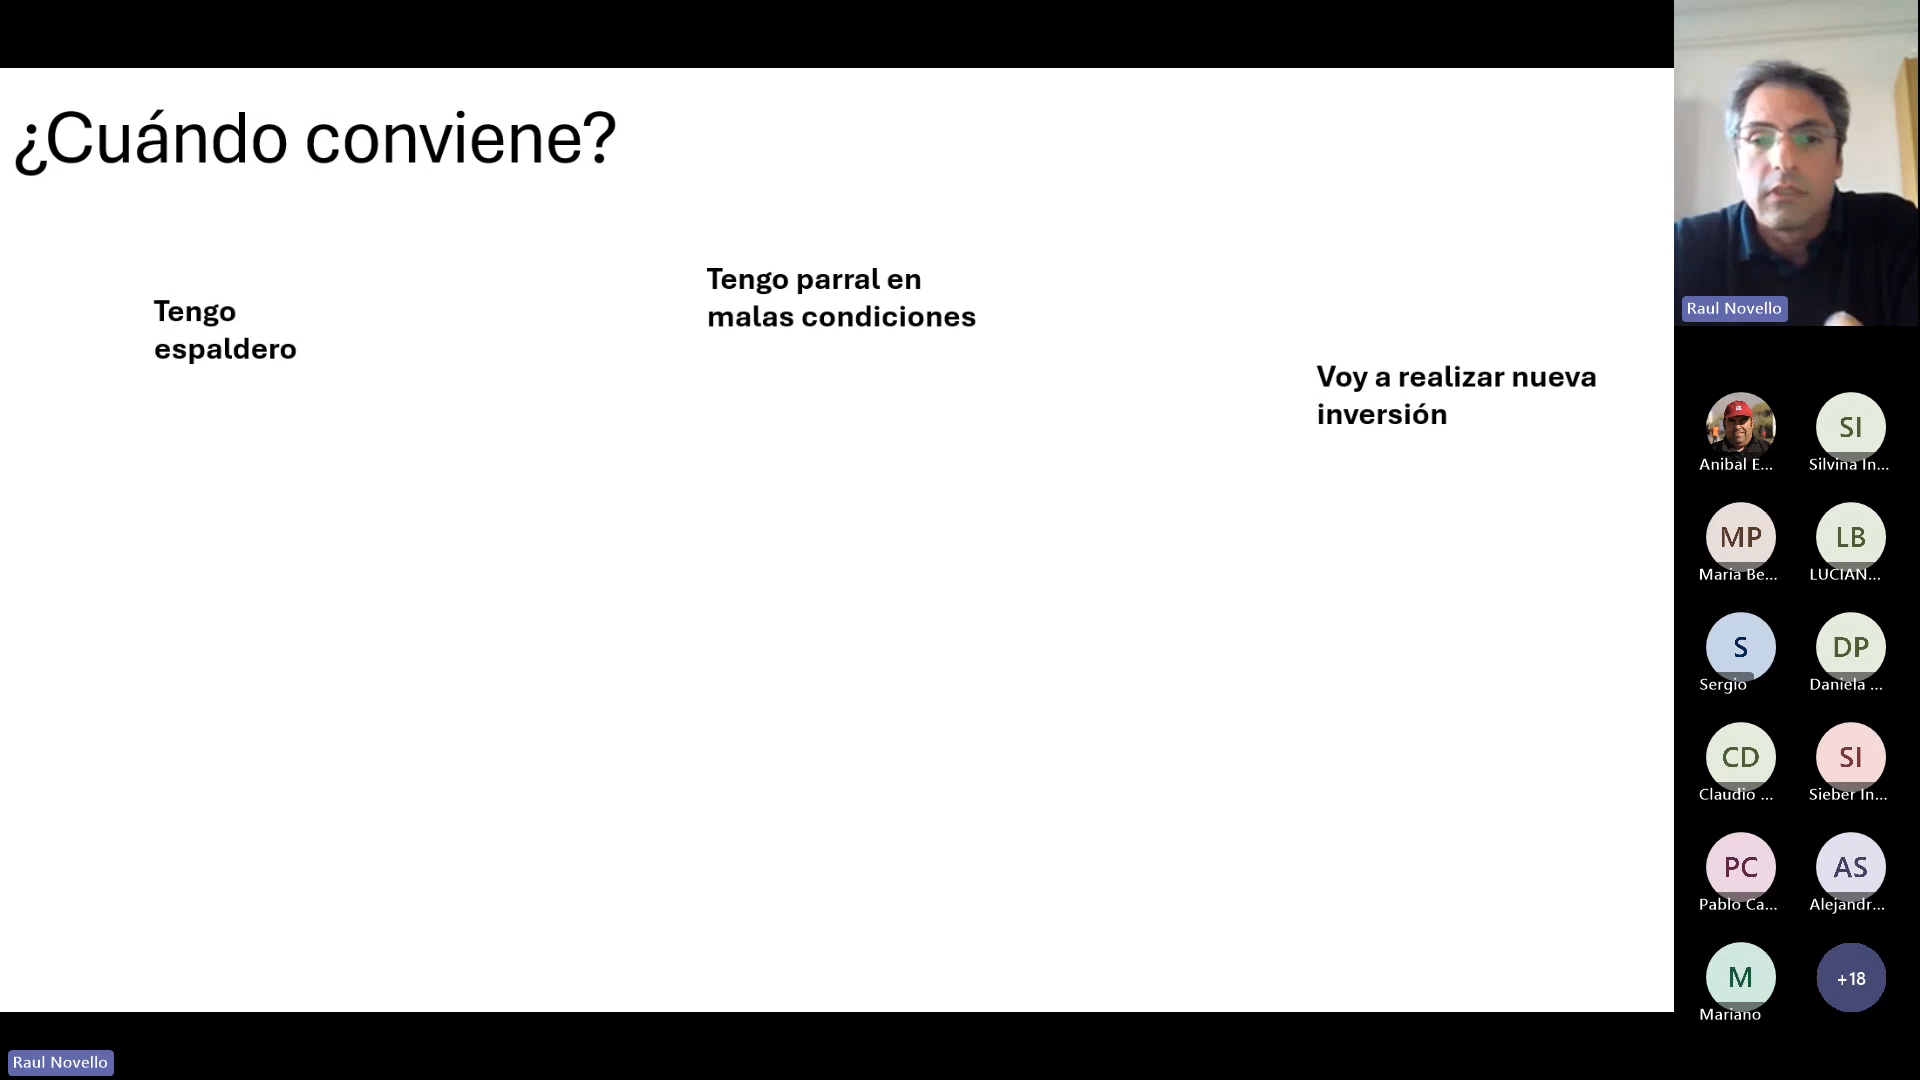 ¿Cuándo conviene?
Tengo parral en
malas condiciones
Tengo
espaldero
Voy a realizar nueva
inversión
Raul Novello
Anibal E...
SI
Silvina In...
MP
Maria Be...
LB
LUCIAN...
S
Sergio
DP
Daniela ...
CD
Claudio ...
SI
Sieber In...
PC
Pablo Ca...
AS
Alejandr...
M
Mariano
+18
Raul Novello